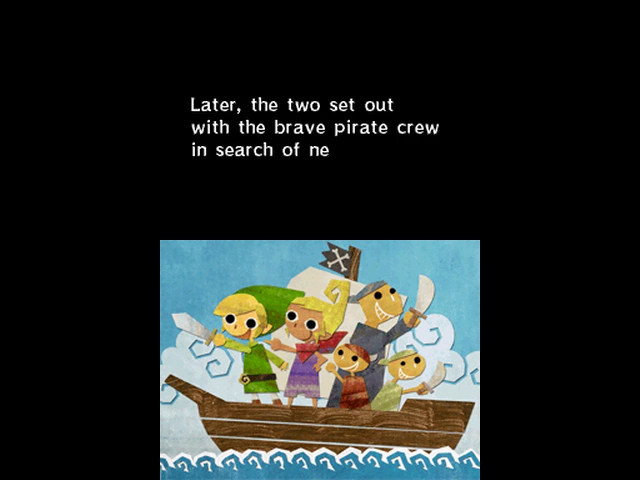 Later, the two set out
with the brave pirate crew
in search of ne